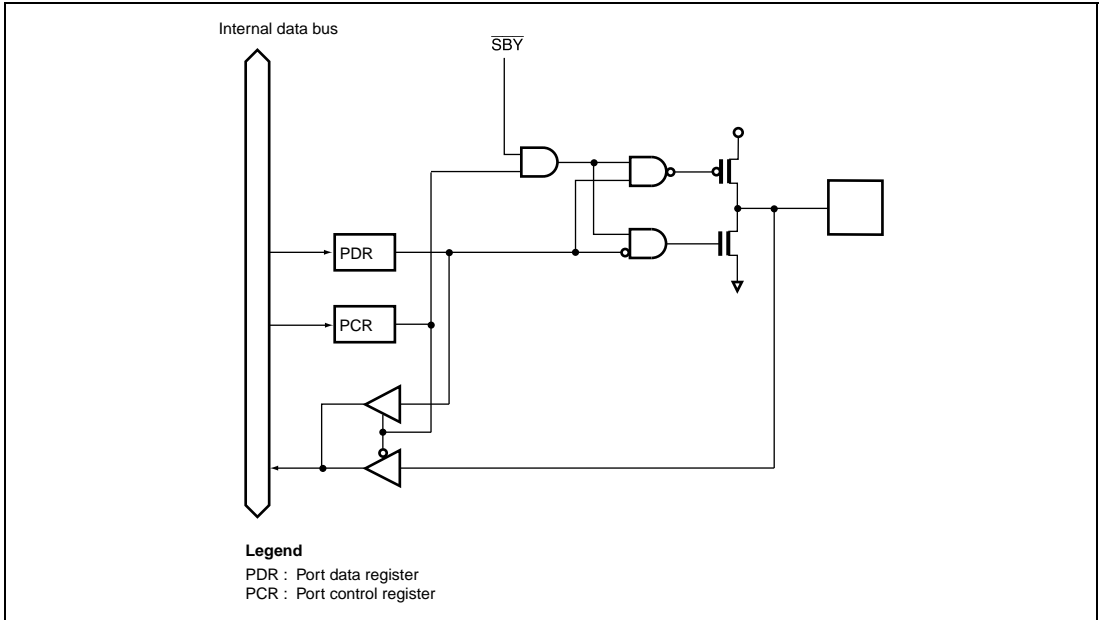 Internal data bus
SBY
PDR
PCR
Legend
PDR : Port data register
PCR : Port control register